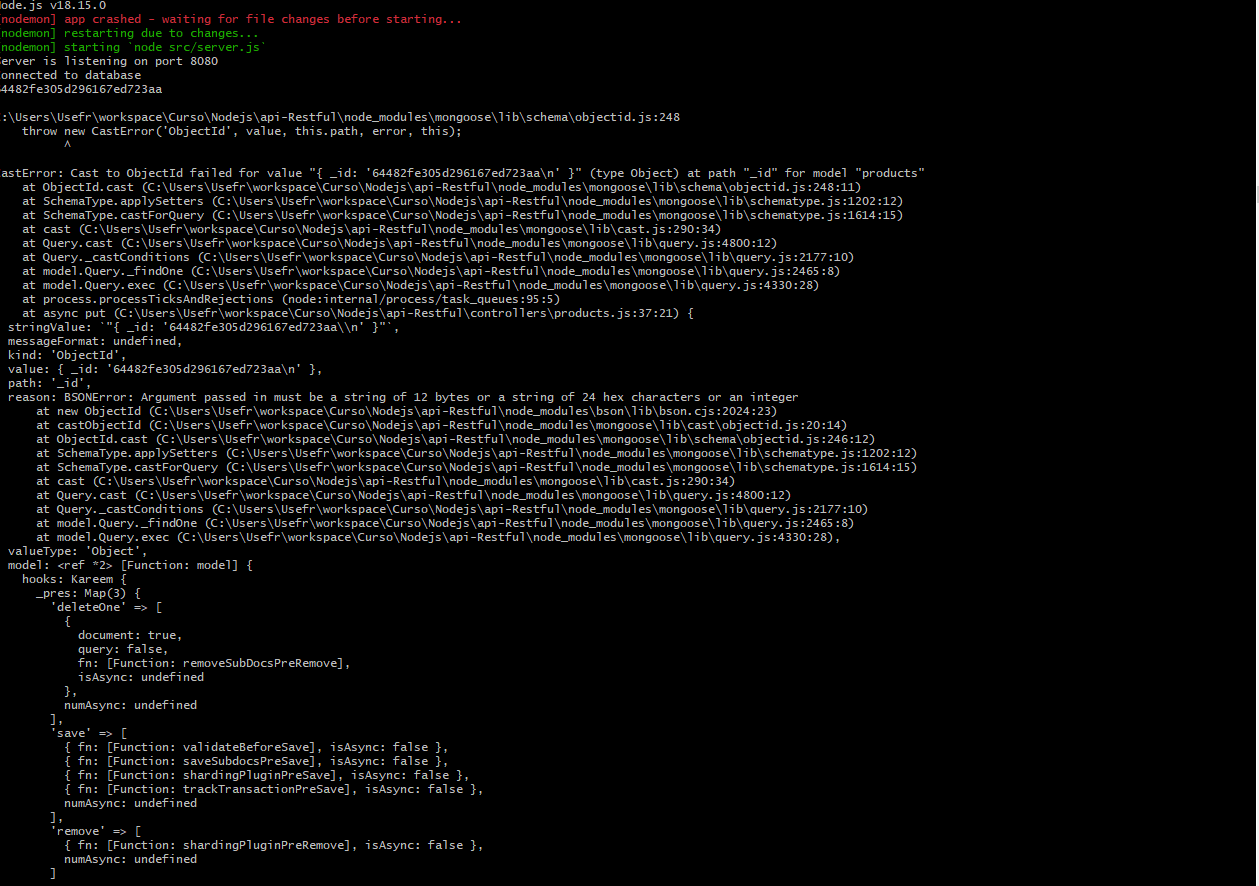 ode.js v18.15.0
[nodemon] app crashed - waiting for file changes before starting...
[nodemon] restarting due to changes...
[nodemon] starting `node src/server.js`
Server is listening on port 8080
onnected to database
64482fe305d296167ed723aa
:\Users\Usefr\workspace\Curso\Nodejs\api-Restful\node_modules\mongoose\lib\schema\objectid.js:248
throw new CastError('ObjectId', value, this.path, error, this);
^
astError: Cast to ObjectId failed for value "{ _id: '64482fe305d296167ed723aa\n' }" (type Object) at path "_id" for model "products"
at ObjectId.cast (C:\Users\Usefr\workspace\Curso\Nodejs\api-Restful\node_modules\mongoose\lib\schema\objectid.js:248:11)
at SchemaType.applySetters (C:\Users\Usefr\workspace\Curso\Nodejs\api-Restful\node_modules\mongoose\lib\schematype.js:1202:12)
at SchemaType.castForQuery (C:\Users\Usefr\workspace\Curso\Nodejs\api-Restful\node_modules\mongoose\lib\schematype.js:1614:15)
at cast (C:\Users\Usefr\workspace\Curso\Nodejs\api-Restful\node_modules\mongoose\lib\cast.js:290:34)
at Query.cast (C:\Users\Usefr\workspace\Curso\Nodejs\api-Restful\node_modules\mongoose\lib\query.js:4800:12)
at Query._castConditions (C:\Users\Usefr\workspace\Curso\Nodejs\api-Restful\node_modules\mongoose\lib\query.js:2177:10)
at model.Query._findOne (C:\Users\Usefr\workspace\Curso\Nodejs\api-Restful\node_modules\mongoose\lib\query.js:2465:8)
at model.Query.exec (C:\Users\Usefr\workspace\Curso\Nodejs\api-Restful\node_modules\mongoose\lib\query.js:4330:28)
at process.processTicksAndRejections (node:internal/process/task_queues:95:5)
at async put (C:\Users\Usefr\workspace\Curso\Nodejs\api-Restful\controllers\products.js:37:21) {
stringValue: `"{ _id: '64482fe305d296167ed723aa\\n' }"`,
messageFormat: undefined,
kind: 'ObjectId',
value: { _id: '64482fe305d296167ed723aa\n' },
path: '_id',
reason: BSONError: Argument passed in must be a string of 12 bytes or a string of 24 hex characters or an integer
at new ObjectId (C:\Users\Usefr\workspace\Curso\Nodejs\api-Restful\node_modules\bson\lib\bson.cjs:2024:23)
at castObjectId (C:\Users\Usefr\workspace\Curso\Nodejs\api-Restful\node_modules\mongoose\lib\cast\objectid.js:20:14)
at ObjectId.cast (C:\Users\Usefr\workspace\Curso\Nodejs\api-Restful\node_modules\mongoose\lib\schema\objectid.js:246:12)
at SchemaType.applySetters (C:\Users\Usefr\workspace\Curso\Nodejs\api-Restful\node_modules\mongoose\lib\schematype.js:1202:12)
at SchemaType.castForQuery (C:\Users\Usefr\workspace\Curso\Nodejs\api-Restful\node_modules\mongoose\lib\schematype.js:1614:15)
at cast (C:\Users\Usefr\workspace\Curso\Nodejs\api-Restful\node_modules\mongoose\lib\cast.js:290:34)
at Query.cast (C:\Users\Usefr\workspace\Curso\Nodejs\api-Restful\node_modules\mongoose\lib\query.js:4800:12)
at Query._castConditions (C:\Users\Usefr\workspace\Curso\Nodejs\api-Restful\node_modules\mongoose\lib\query.js:2177:10)
at model.Query._findOne (C:\Users\Usefr\workspace\Curso\Nodejs\api-Restful\node_modules\mongoose\lib\query.js:2465:8)
at model.Query.exec (C:\Users\Usefr\workspace\Curso\Nodejs\api-Restful\node_modules\mongoose\lib\query.js:4330:28),
valueType: 'Object',
model: <ref *2> [Function: model] {
hooks: Kareem {
_pres: Map(3) {
'deleteOne' => [
{
document: true,
query: false,
fn: [Function: removeSubDocsPreRemove],
isAsync: undefined
},
numAsync: undefined
],
'save' => [
{ fn: [Function: validateBeforeSave], isAsync: false },
{ fn: [Function: saveSubdocsPreSave], isAsync: false },
{ fn: [Function: shardingPluginPreSave], isAsync: false },
{ fn: [Function: trackTransactionPreSave], isAsync: false },
numAsync: undefined
],
'remove' => [
{ fn: [Function: shardingPluginPreRemove], isAsync: false },
numAsync: undefined
]